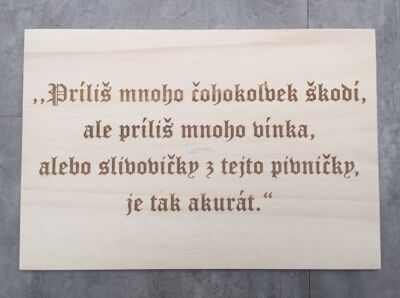 ,,Príliš mnoho čohokoľvek škodí,
ale príliš mnoho vínka,
alebo slivovičky z tejto pivničky,
je tak akurát.“